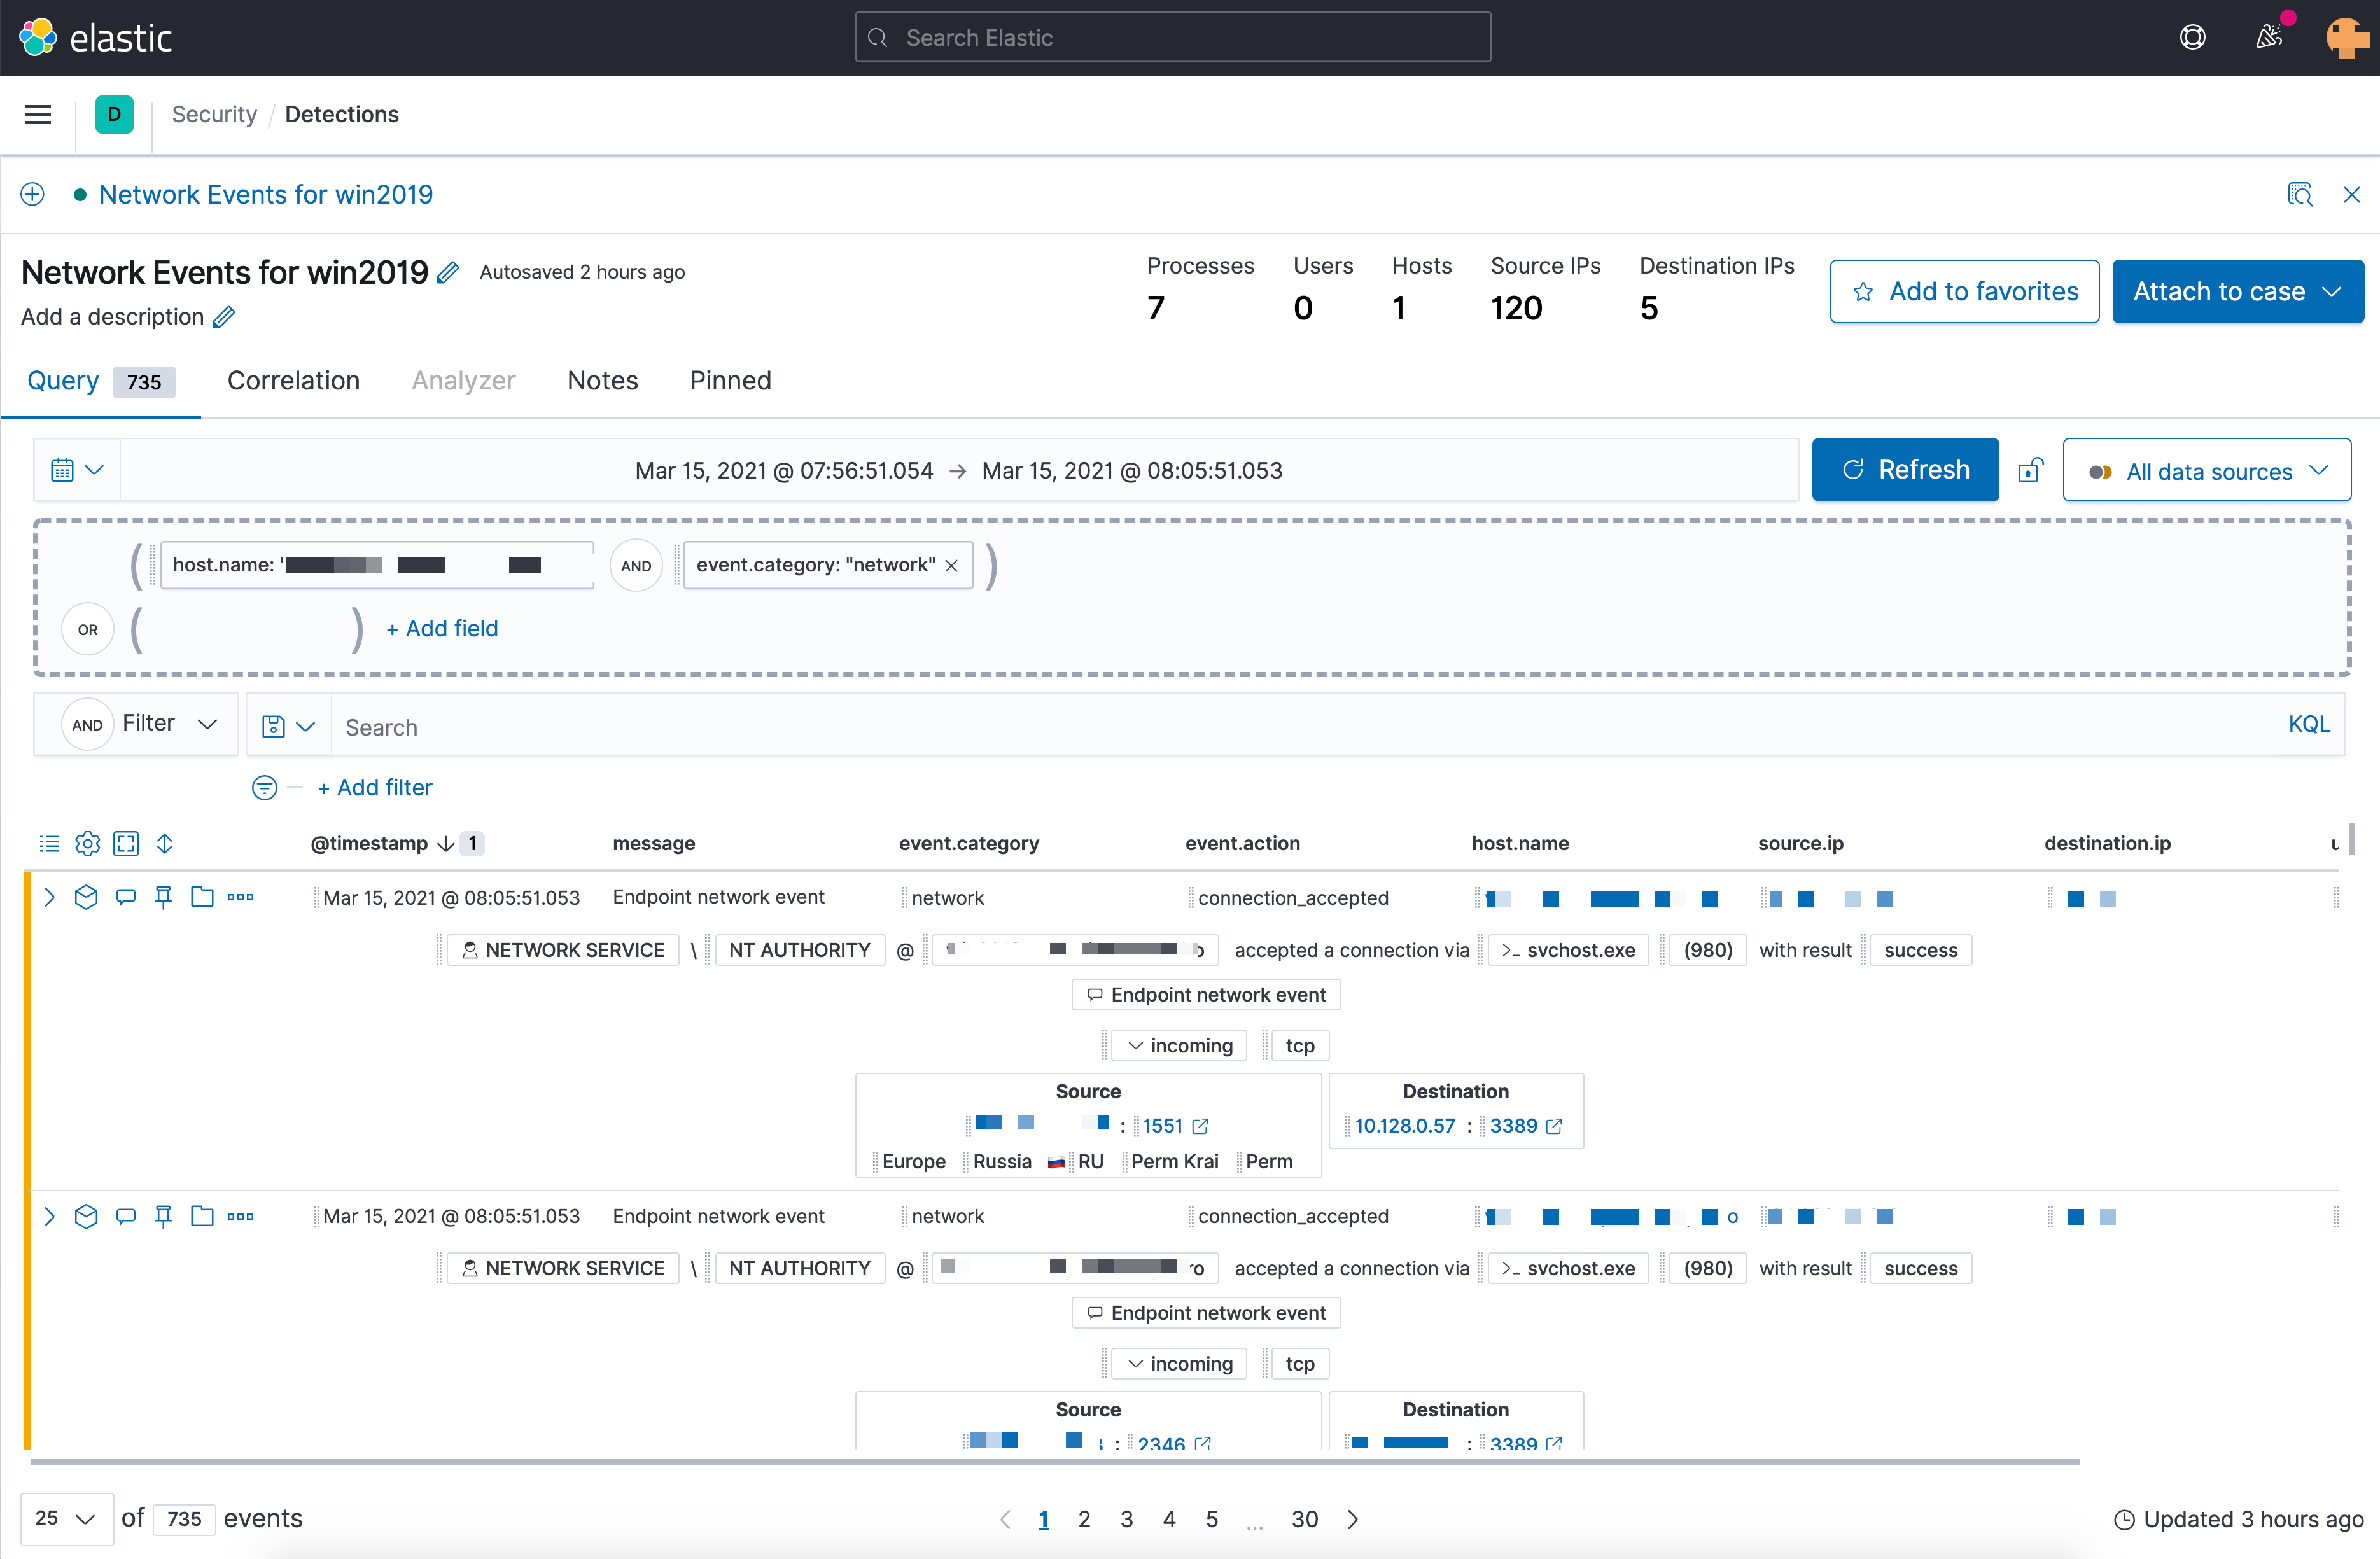 elastic
Search Elastic
D
Security / Detections
Network Events for win2019
Network Events for win2019
Autosaved 2 hours ago
Add a description
Processes Users Hosts Source IPs Destination IPs
7 0 1 120 5
Add to favorites
Attach to case
Query 735 Correlation Analyzer Notes Pinned
Mar 15, 2021 @ 07:56:51.054 → Mar 15, 2021 @ 08:05:51.053
Refresh
All data sources
( host.name: ' AND event.category: "network" )
OR ( ) + Add field
AND Filter
Search
KQL
+ Add filter
@timestamp 1 message event.category event.action host.name source.ip destination.ip
Mar 15, 2021 @ 08:05:51.053 Endpoint network event network connection_accepted
NETWORK SERVICE \ NT AUTHORITY @ accepted a connection via >_ svchost.exe (980) with result success
Endpoint network event
incoming tcp
Source Destination
: 1551 10.128.0.57 : 3389
Europe Russia RU Perm Krai Perm
Mar 15, 2021 @ 08:05:51.053 Endpoint network event network connection_accepted
NETWORK SERVICE \ NT AUTHORITY @ accepted a connection via >_ svchost.exe (980) with result success
Endpoint network event
incoming tcp
Source Destination
: 2346 : 3389
25 of 735 events
1 2 3 4 5 ... 30
Updated 3 hours ago